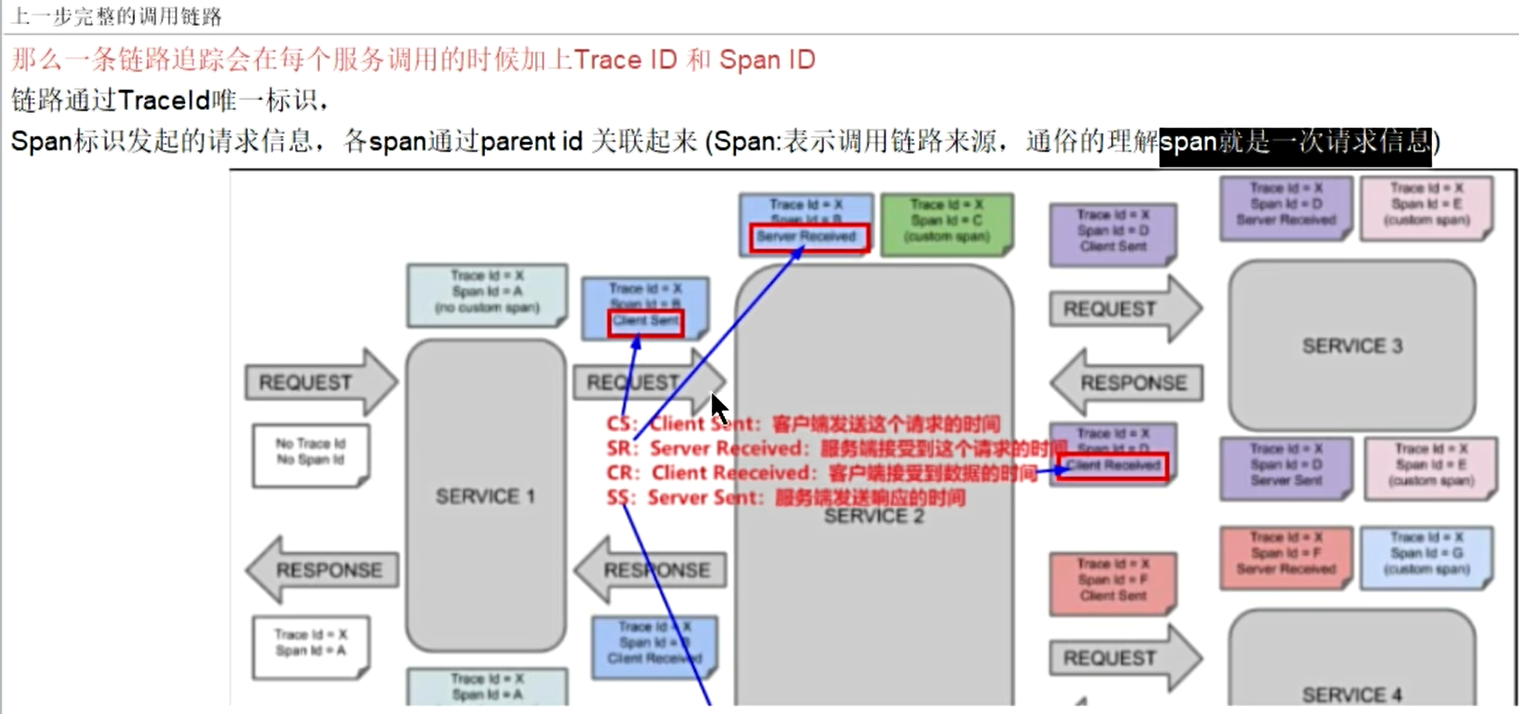 上一步完整的调用链路
那么一条链路追踪会在每个服务调用的时候加上Trace ID 和 Span ID
链路通过TraceId唯一标识，
Span标识发起的请求信息，各span通过parent id 关联起来 (Span:表示调用链路来源，通俗的理解span就是一次请求信息)
Trace Id = X
Span Id = B
Server Received
Trace Id = X
Span Id = C
(custom span)
Trace Id = X
Span Id = D
Client Sent
Trace Id = X
Span Id = D
Server Received
Trace Id = X
Span Id = E
(custom span)
Trace Id = X
Span Id = A
(no custom span)
Trace Id = X
Span Id = B
Client Sent
REQUEST
REQUEST
REQUEST
SERVICE 3
RESPONSE
No Trace Id
No Span Id
CS: Client Sent: 客户端发送这个请求的时间
SR: Server Received: 服务端接受到这个请求的时间
CR: Client Reeceived: 客户端接受到数据的时间
SS: Server Sent: 服务端发送响应的时间
SERVICE 1
SERVICE 2
Trace Id = X
Span Id = D
Client Received
Trace Id = X
Span Id = D
Server Sent
Trace Id = X
Span Id = E
(custom span)
RESPONSE
RESPONSE
Trace Id = X
Span Id = F
Client Sent
Trace Id = X
Span Id = F
Server Received
Trace Id = X
Span Id = G
(custom span)
Trace Id = X
Span Id = A
Trace Id = X
Span Id = B
Client Received
REQUEST
Trace Id = X
Span Id = A
SERVICE 4